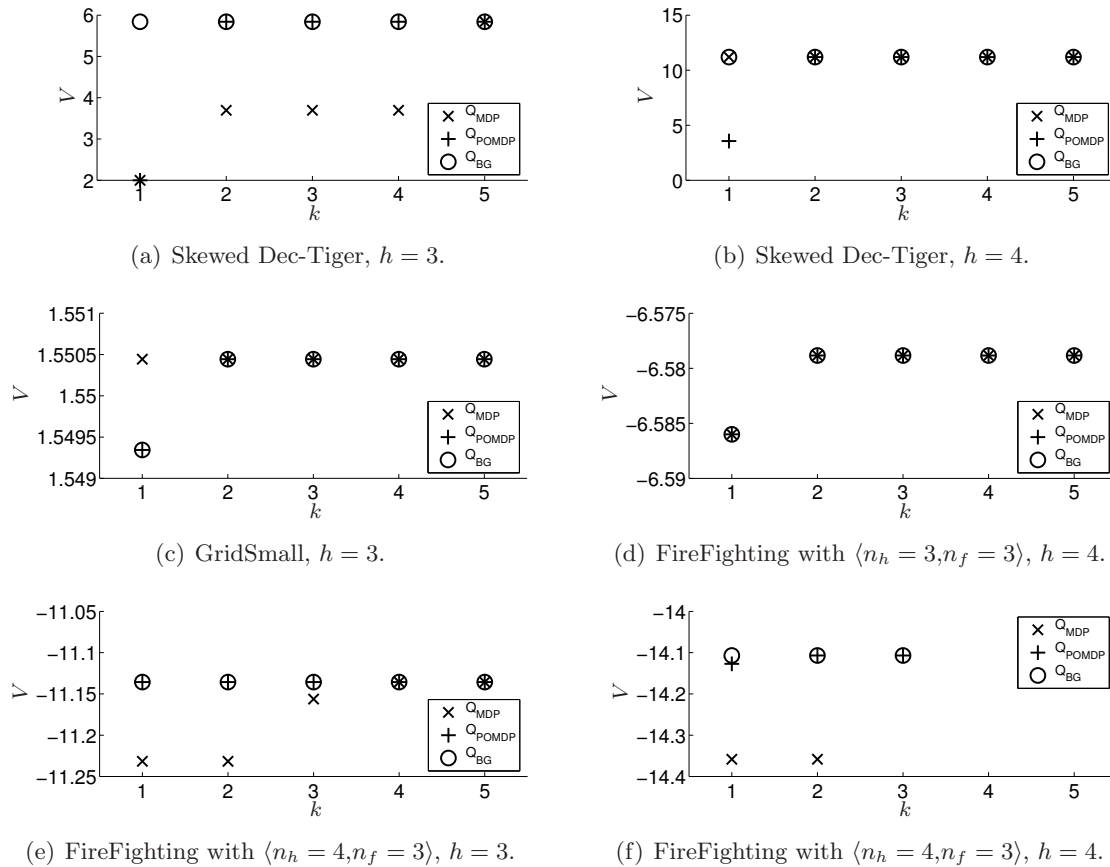 6
5
4
3
2
V
1
2
3
4
5
k
Q_MDP
Q_POMDP
Q_BG
(a) Skewed Dec-Tiger, h = 3.
15
10
5
0
V
1
2
3
4
5
k
Q_MDP
Q_POMDP
Q_BG
(b) Skewed Dec-Tiger, h = 4.
1.551
1.5505
1.55
1.5495
1.549
V
1
2
3
4
5
k
Q_MDP
Q_POMDP
Q_BG
(c) GridSmall, h = 3.
−6.575
−6.58
−6.585
−6.59
V
1
2
3
4
5
k
Q_MDP
Q_POMDP
Q_BG
(d) FireFighting with ⟨n_h = 3,n_f = 3⟩, h = 4.
−11.05
−11.1
−11.15
−11.2
−11.25
V
1
2
3
4
5
k
Q_MDP
Q_POMDP
Q_BG
(e) FireFighting with ⟨n_h = 4,n_f = 3⟩, h = 3.
−14
−14.1
−14.2
−14.3
−14.4
V
1
2
3
4
5
k
Q_MDP
Q_POMDP
Q_BG
(f) FireFighting with ⟨n_h = 4,n_f = 3⟩, h = 4.